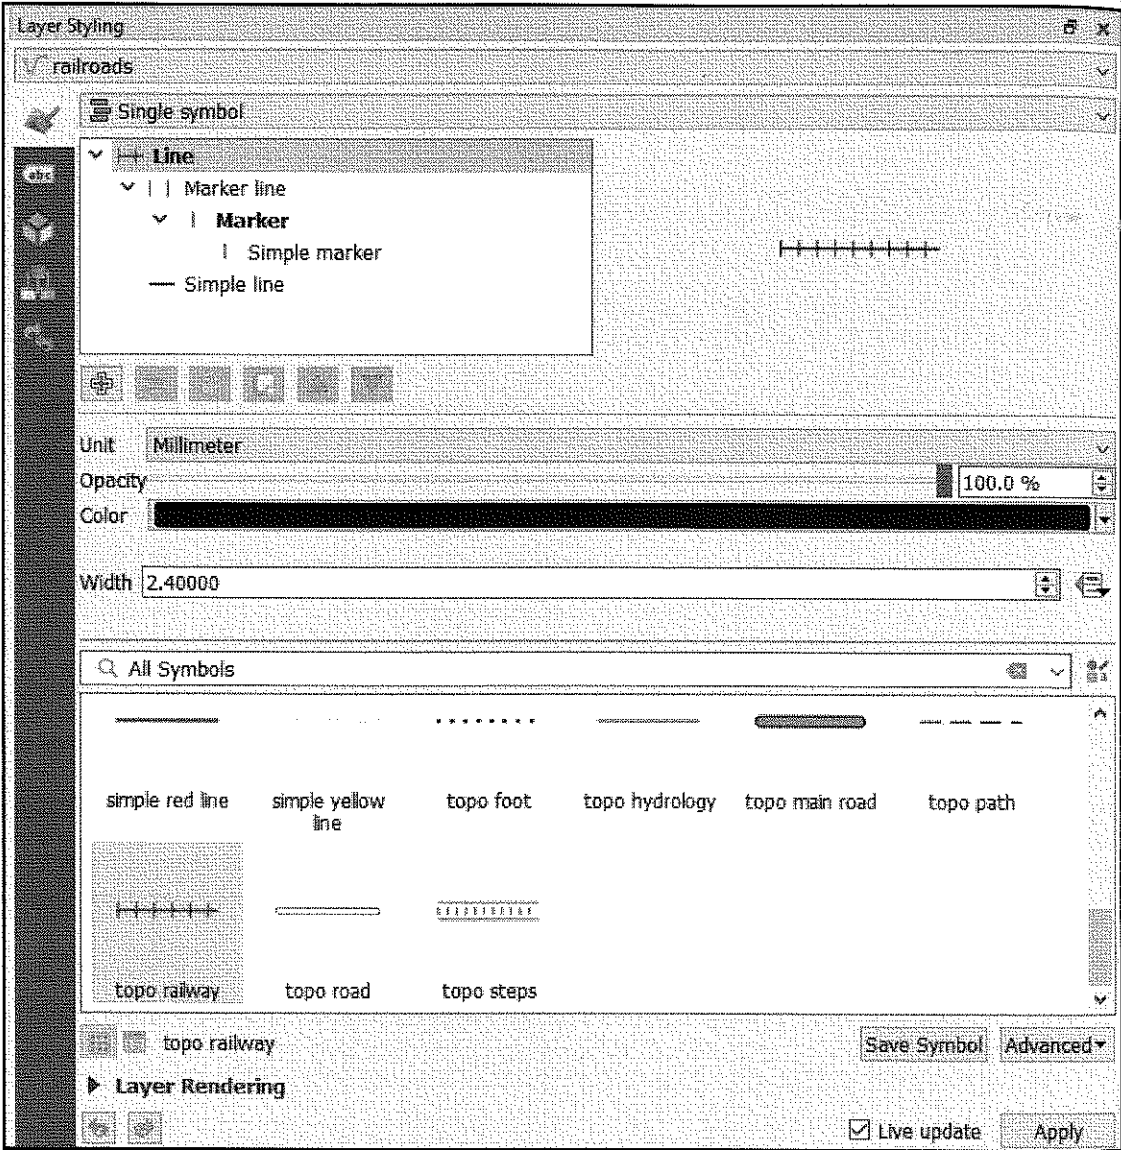 Layer Styling
railroads
Single symbol
abc
Line
Marker line
Marker
Simple marker
Simple line
Unit Millimeter
Opacity 100.0 %
Color
Width 2.40000
All Symbols
simple red line simple yellow line topo foot topo hydrology topo main road topo path
topo railway topo road topo steps
topo railway Save Symbol Advanced
Layer Rendering
Live update Apply